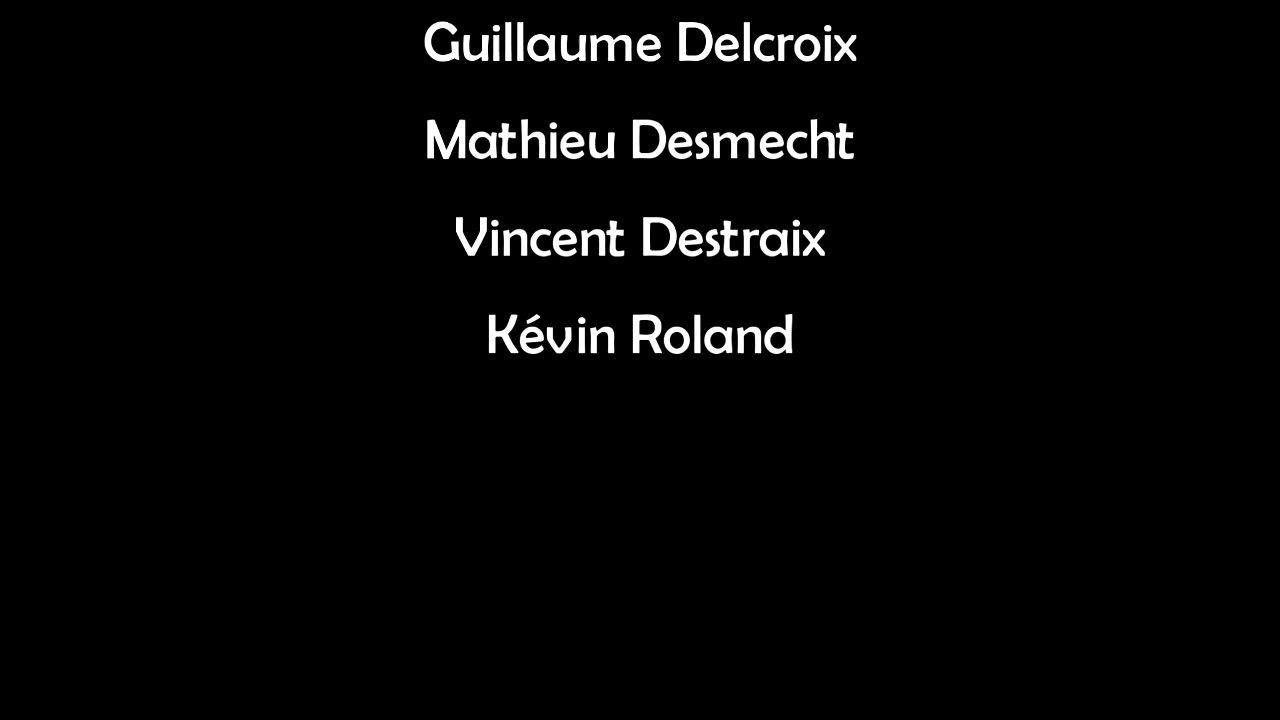 Guillaume Delcroix
Mathieu Desmecht
Vincent Destraix
Kévin Roland